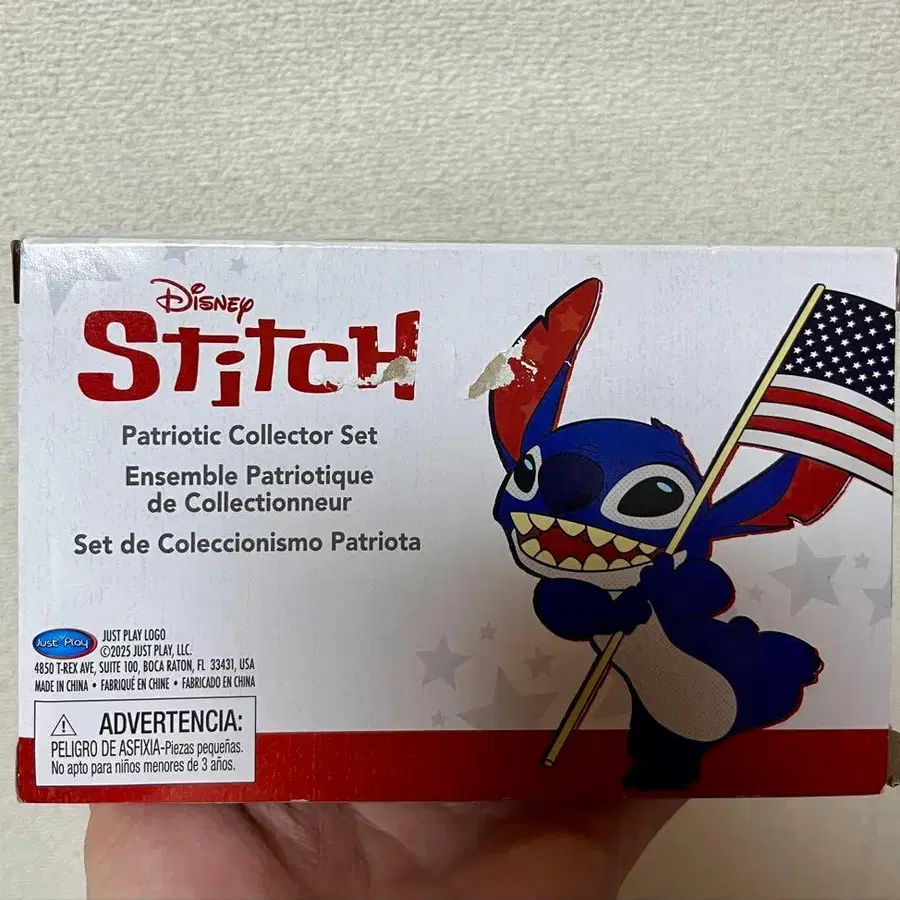 Disney
Stitch
Patriotic Collector Set
Ensemble Patriotique
de Collectionneur
Set de Coleccionismo Patriota
Just Play
JUST PLAY LOGO
©2025 JUST PLAY, LLC.
4850 T-REX AVE, SUITE 100, BOCA RATON, FL 33431, USA
MADE IN CHINA • FABRIQUÉ EN CHINE • FABRICADO EN CHINA
ADVERTENCIA:
PELIGRO DE ASFIXIA-Piezas pequeñas.
No apto para niños menores de 3 años.